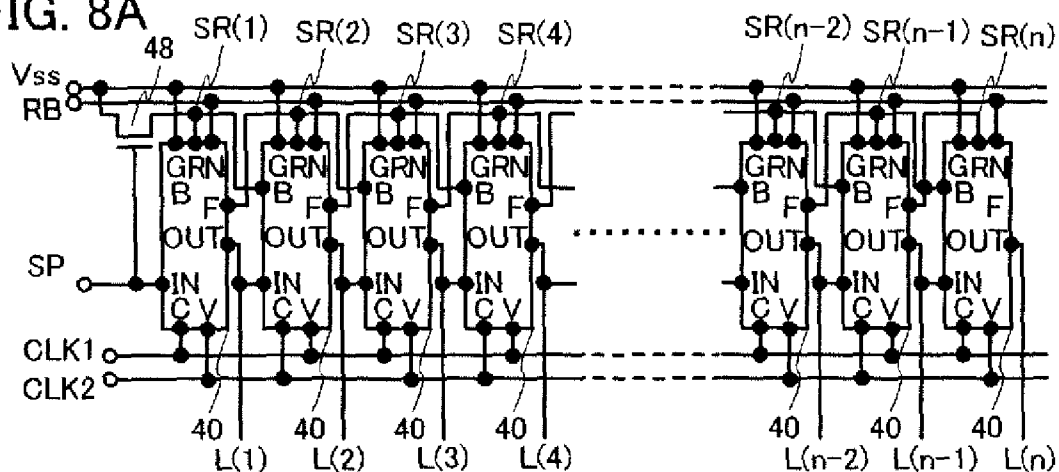 FIG. 8A
48 SR(1) SR(2) SR(3) SR(4) SR(n-2) SR(n-1) SR(n)
Vss
RB
GRN GRN GRN GRN GRN GRN GRN
B B B B B B B
F F F F F F F
OUT OUT OUT OUT OUT OUT OUT
SP IN IN IN IN IN IN IN
C V C V C V C V C V C V C V
CLK1
CLK2
40 40 40 40 40 40 40
L(1) L(2) L(3) L(4) L(n-2) L(n-1) L(n)